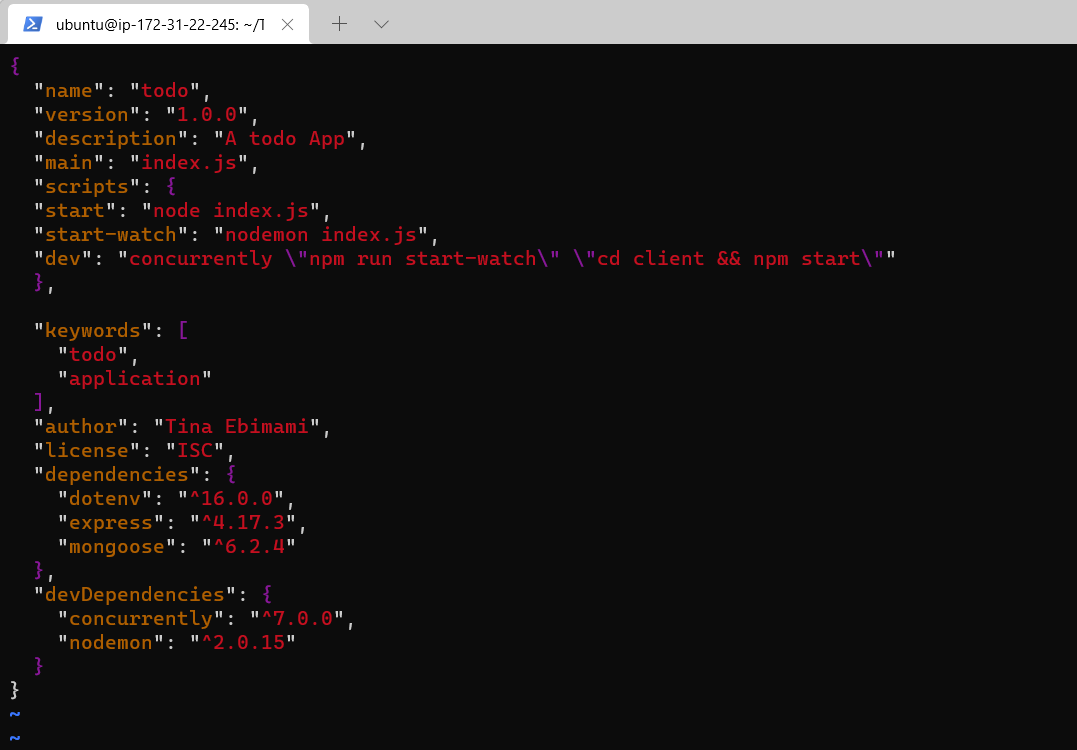 ubuntu@ip-172-31-22-245: ~/T
{
  "name": "todo",
  "version": "1.0.0",
  "description": "A todo App",
  "main": "index.js",
  "scripts": {
  "start": "node index.js",
  "start-watch": "nodemon index.js",
  "dev": "concurrently \"npm run start-watch\" \"cd client && npm start\""
  },
  "keywords": [
    "todo",
    "application"
  ],
  "author": "Tina Ebimami",
  "license": "ISC",
  "dependencies": {
    "dotenv": "^16.0.0",
    "express": "^4.17.3",
    "mongoose": "^6.2.4"
  },
  "devDependencies": {
    "concurrently": "^7.0.0",
    "nodemon": "^2.0.15"
  }
}
~
~